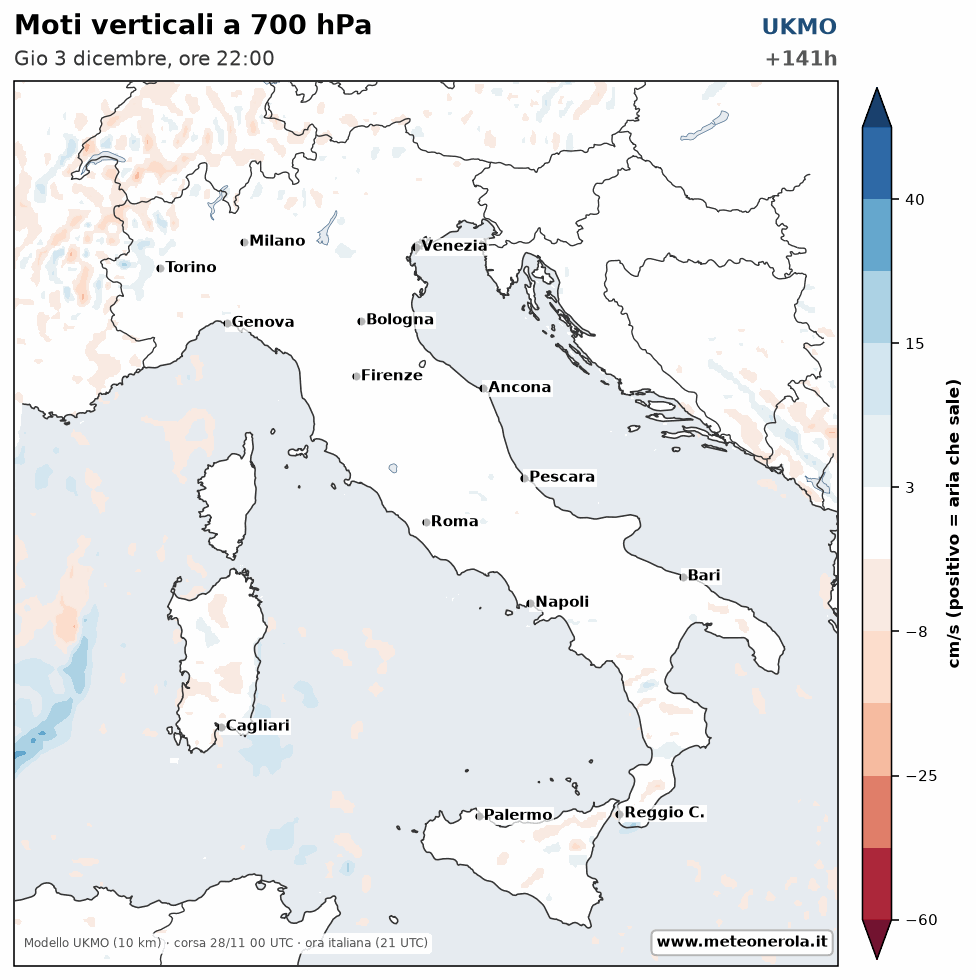 Moti verticali a 700 hPa
UKMO
Gio 3 dicembre, ore 22:00
+141h
Milano
Venezia
Torino
Genova
Bologna
Firenze
Ancona
Pescara
Roma
Bari
Napoli
Cagliari
Palermo
Reggio C.
40
15
3
−8
−25
−60
cm/s (positivo = aria che sale)
Modello UKMO (10 km) · corsa 28/11 00 UTC · ora italiana (21 UTC)
www.meteonerola.it